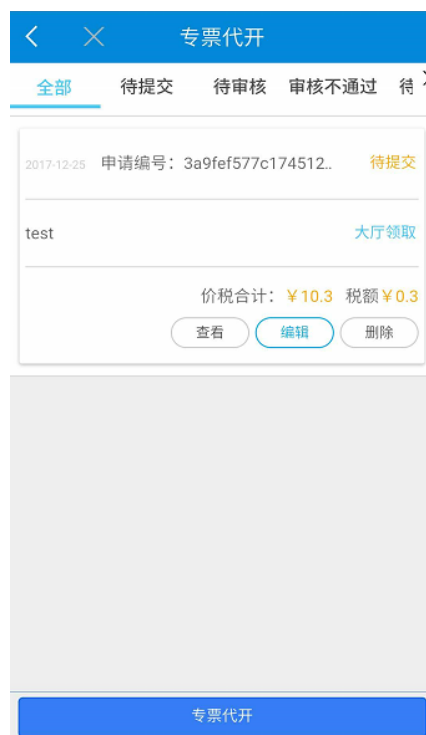 专票代开
全部 待提交 待审核 审核不通过 待
2017-12-25 申请编号：3a9fef577c174512.. 待提交
test 大厅领取
价税合计：￥10.3 税额￥0.3
查看 编辑 删除
专票代开